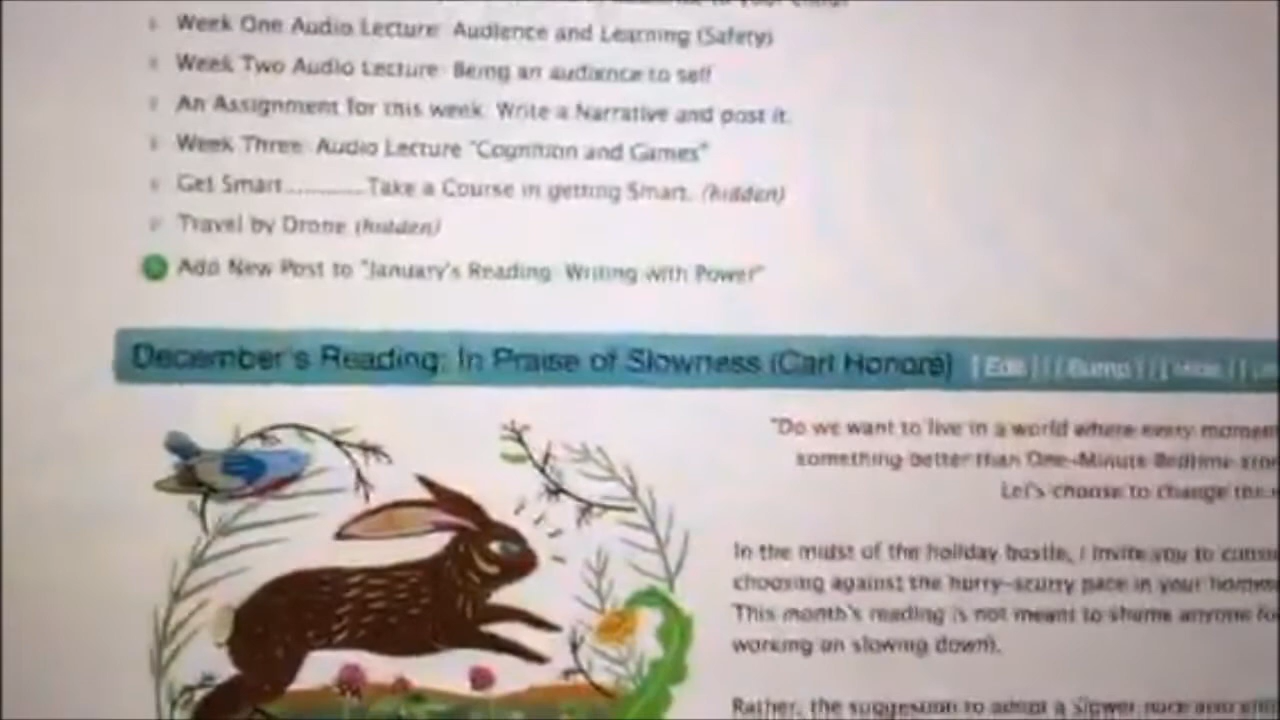 Week One Audio Lecture: Audience and Learning (Safety)
Week Two Audio Lecture: Being an audience to self
An Assignment for this week: Write a Narrative and post it.
Week Three: Audio Lecture "Cognition and Games"
Get Smart............Take a Course in getting Smart. (hidden)
Travel by Drone (hidden)
Add New Post to "January's Reading: Writing with Power"
December's Reading: In Praise of Slowness (Carl Honoré) [ Edit ] [ Bump ] [ Hide ]
"Do we want to live in a world where every
something better than One-Minute Bedtime
Let's choose to change the
In the midst of the holiday bustle, I invite you to
choosing against the hurry-scurry pace in your
This month's reading is not meant to shame anyone
working on slowing down).
Rather, the suggestion to adopt a slower pace